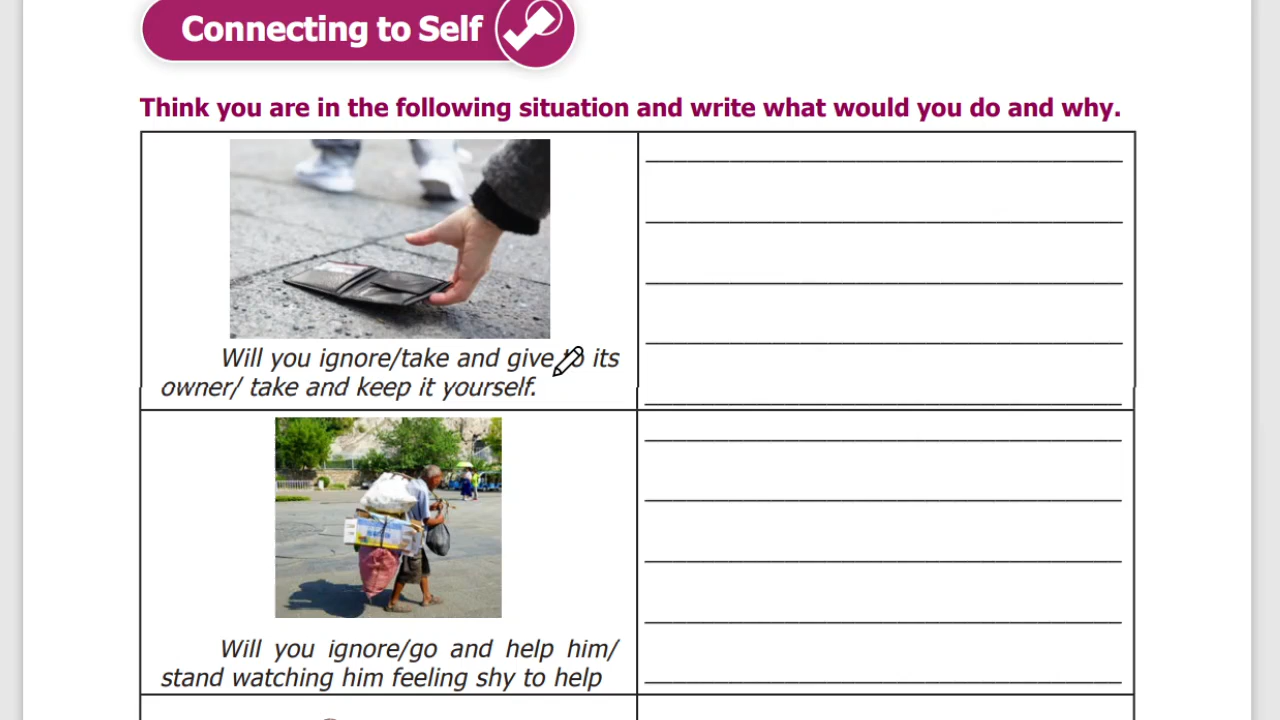 Connecting to Self
Think you are in the following situation and write what would you do and why.
Will you ignore/take and give to its
owner/ take and keep it yourself.
Will you ignore/go and help him/
stand watching him feeling shy to help